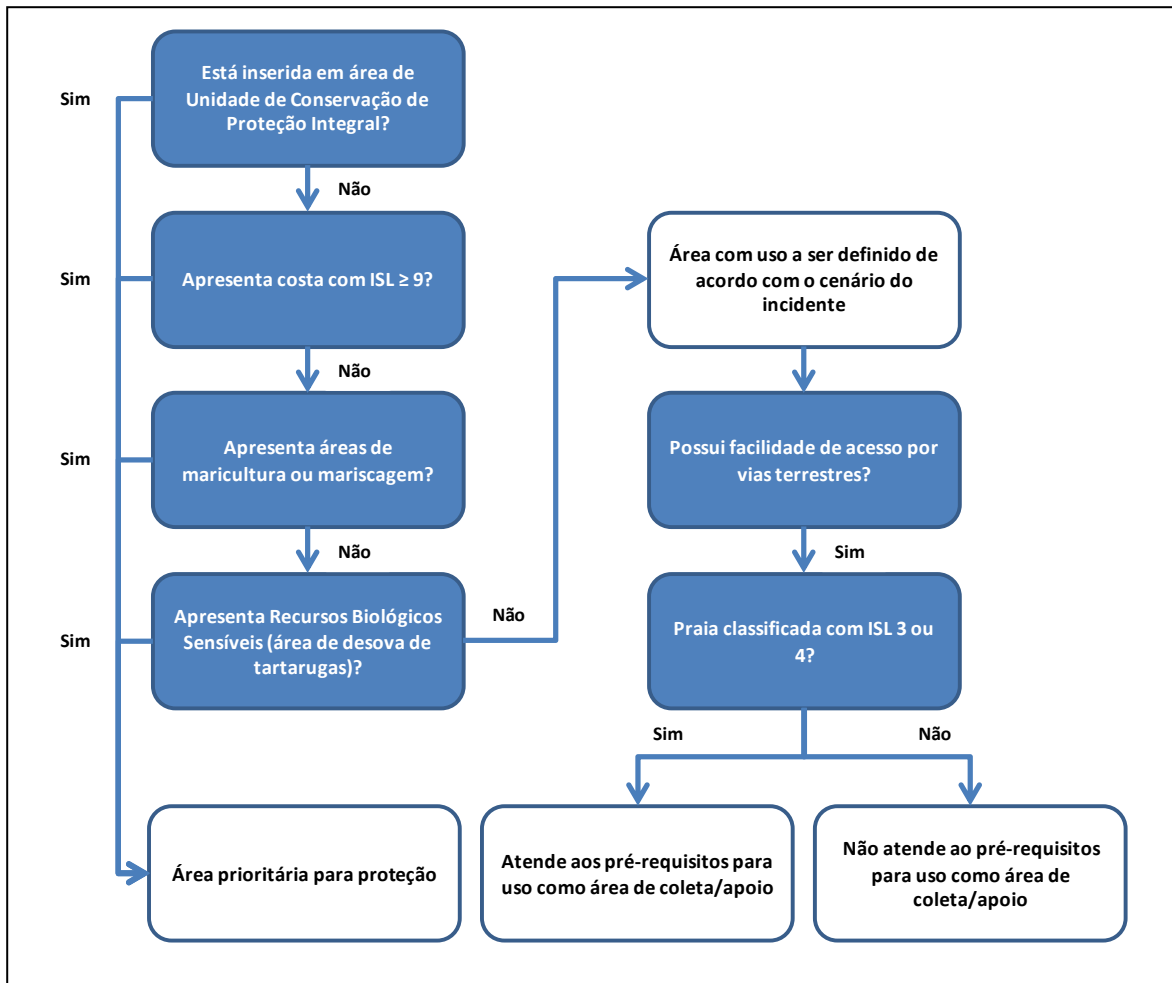 Está inserida em área de
Unidade de Conservação de
Proteção Integral?
Sim
Não
Apresenta costa com ISL ≥ 9?
Sim
Não
Apresenta áreas de
maricultura ou mariscagem?
Sim
Não
Apresenta Recursos Biológicos
Sensíveis (área de desova de
tartarugas)?
Sim
Não
Área com uso a ser definido de
acordo com o cenário do
incidente
Possui facilidade de acesso por
vias terrestres?
Sim
Praia classificada com ISL 3 ou
4?
Sim
Não
Área prioritária para proteção
Atende aos pré-requisitos para
uso como área de coleta/apoio
Não atende ao pré-requisitos
para uso como área de
coleta/apoio